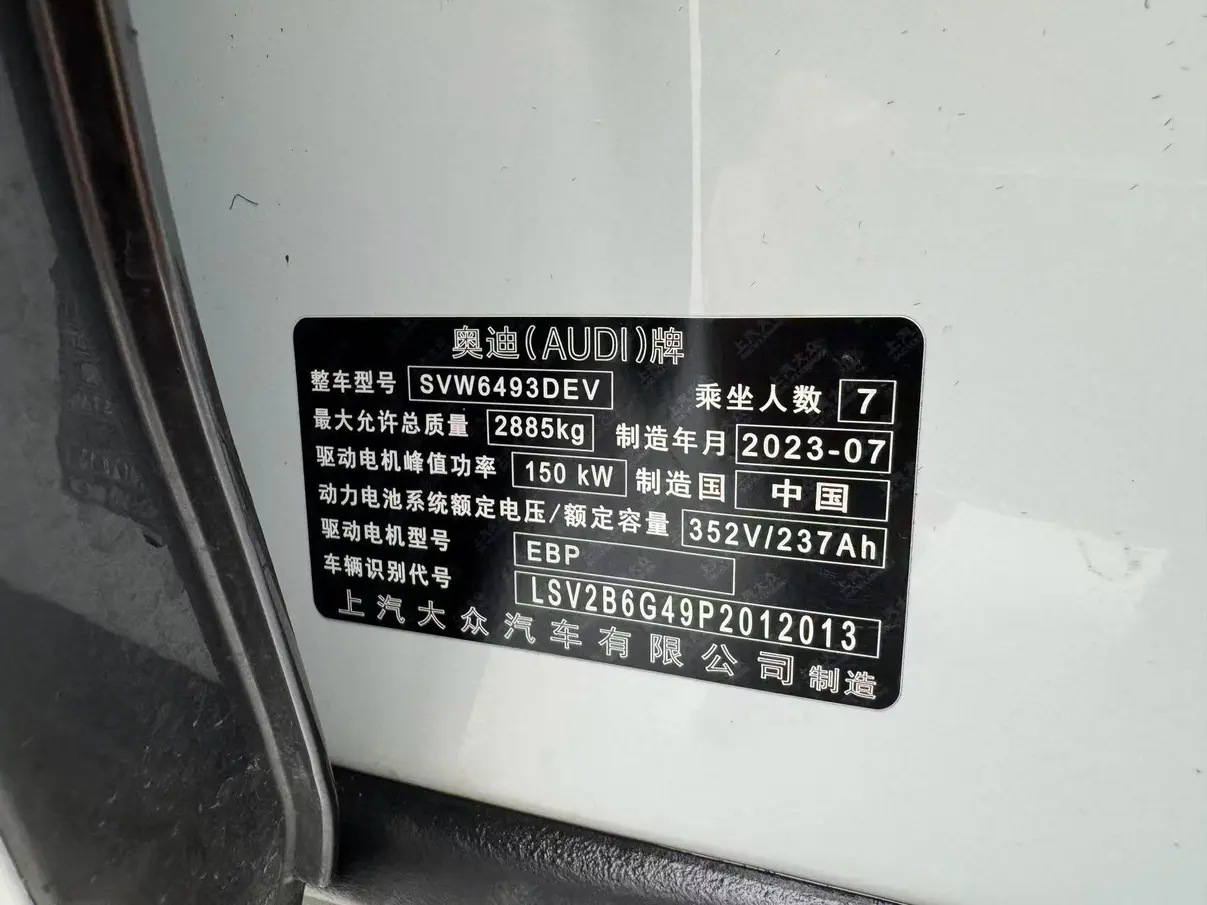 奥迪(AUDI)牌
整车型号 SVW6493DEV 乘坐人数 7
最大允许总质量 2885kg 制造年月 2023-07
驱动电机峰值功率 150 kW 制造国 中国
动力电池系统额定电压/额定容量 352V/237Ah
驱动电机型号 EBP
车辆识别代号 LSV2B6G49P2012013
上汽大众汽车有限公司 制造